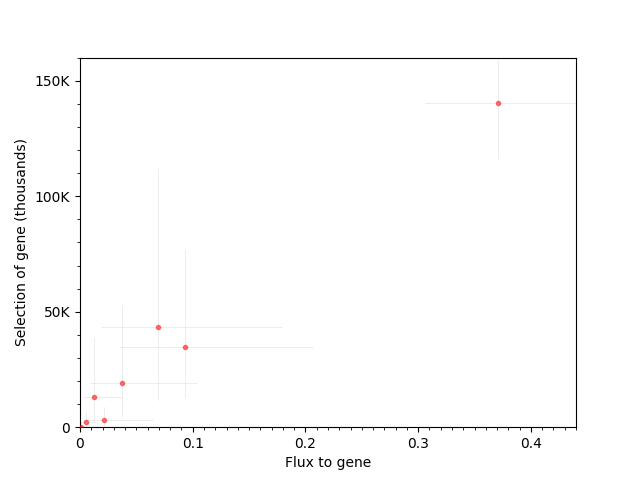 150K
100K
50K
0
0
0.1
0.2
0.3
0.4
Selection of gene (thousands)
Flux to gene